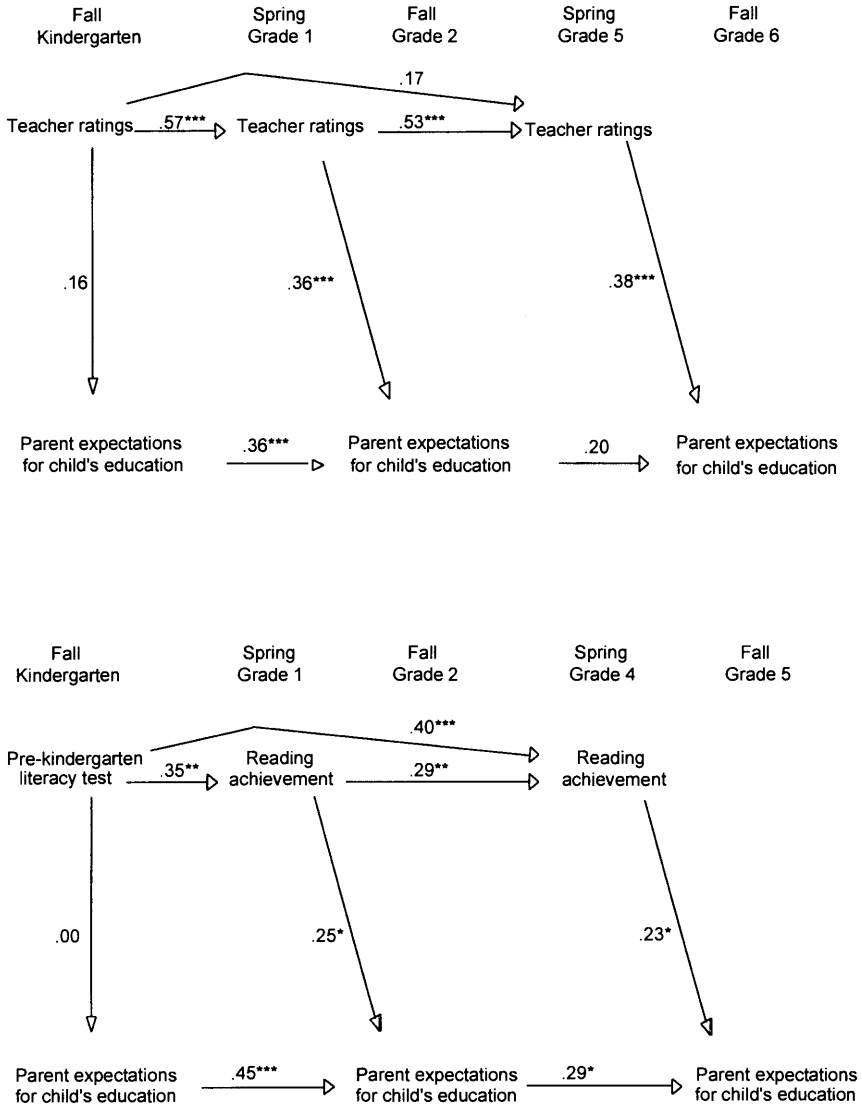 Fall Spring Fall Spring Fall
Kindergarten Grade 1 Grade 2 Grade 5 Grade 6
.17
Teacher ratings .57*** Teacher ratings .53*** Teacher ratings
.16 .36*** .38***
Parent expectations .36*** Parent expectations .20 Parent expectations
for child's education for child's education for child's education
Fall Spring Fall Spring Fall
Kindergarten Grade 1 Grade 2 Grade 4 Grade 5
.40***
Pre-kindergarten Reading Reading
literacy test .35** achievement .29** achievement
.00 .25* .23*
Parent expectations .45*** Parent expectations .29* Parent expectations
for child's education for child's education for child's education